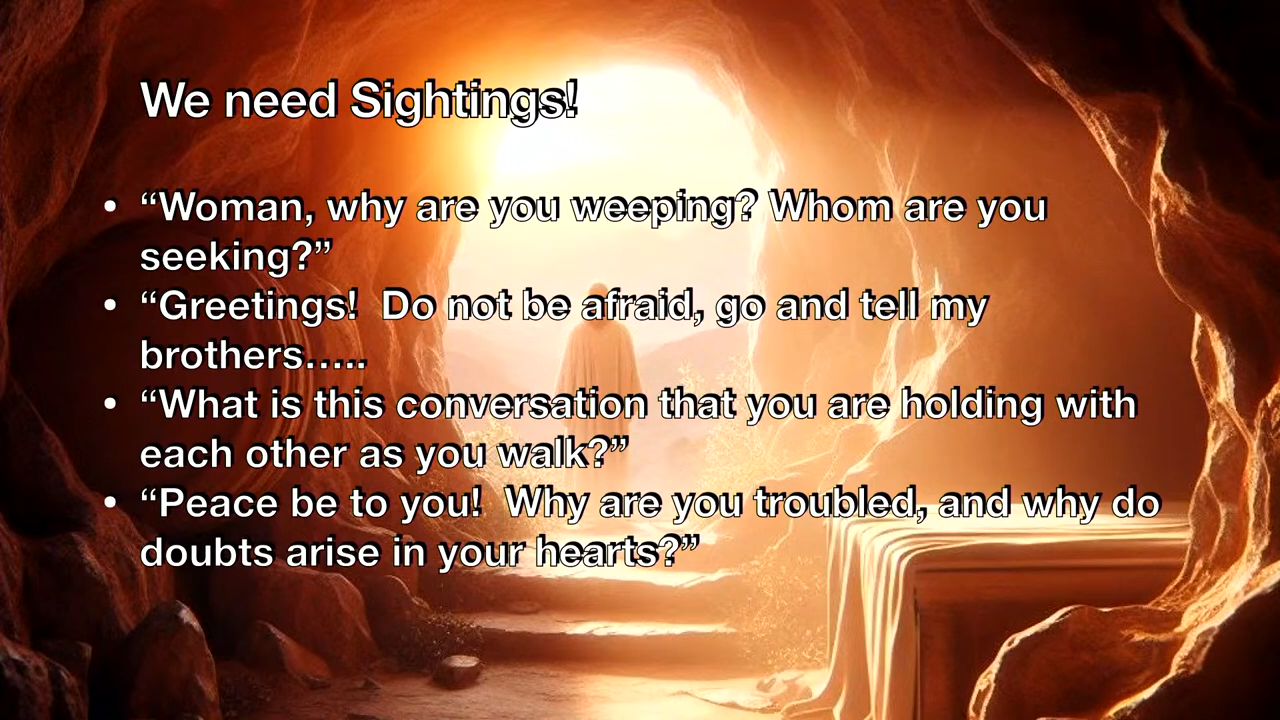 We need Sightings!
• “Woman, why are you weeping? Whom are you
seeking?”
• “Greetings!  Do not be afraid, go and tell my
brothers…..
• “What is this conversation that you are holding with
each other as you walk?”
• “Peace be to you!  Why are you troubled, and why do
doubts arise in your hearts?”